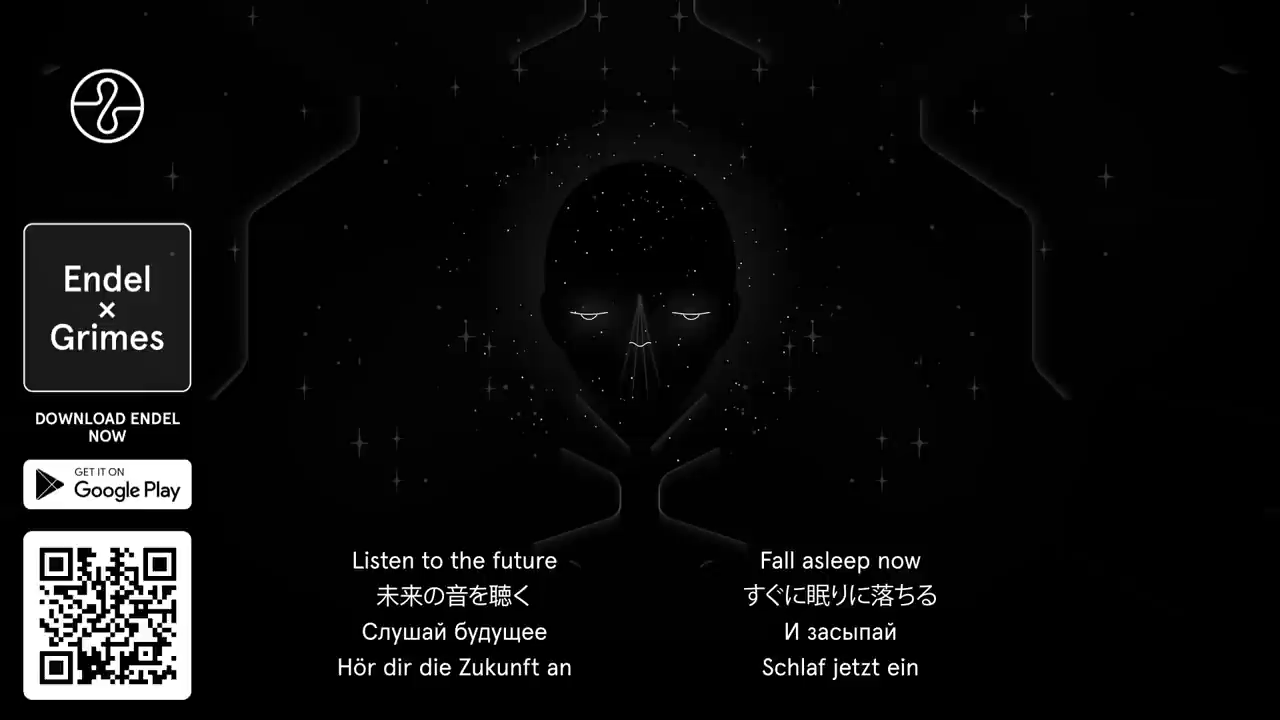 Endel
×
Grimes
DOWNLOAD ENDEL
NOW
GET IT ON
Google Play
Listen to the future
未来の音を聴く
Слушай будущее
Hör dir die Zukunft an
Fall asleep now
すぐに眠りに落ちる
И засыпай
Schlaf jetzt ein